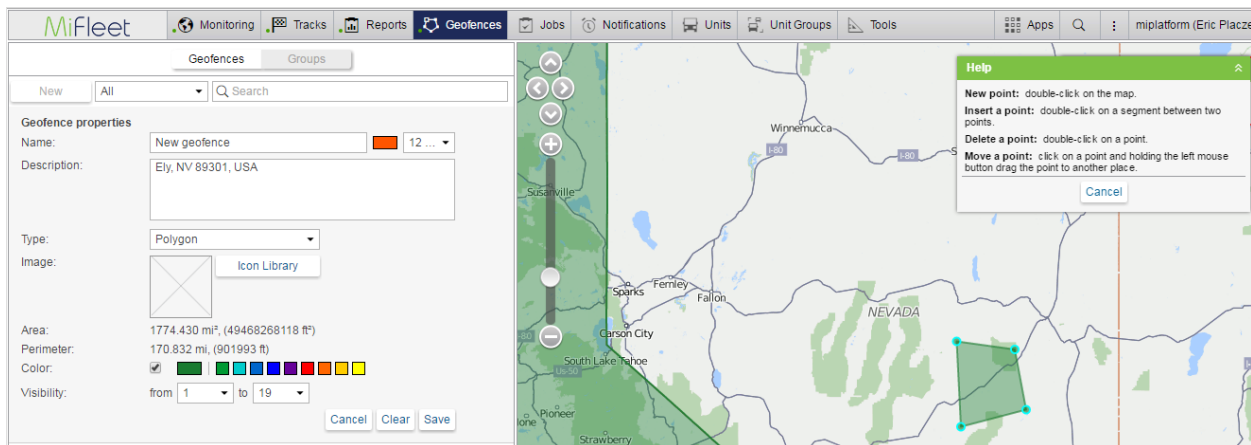 MiFleet Monitoring Tracks Reports Geofences Jobs Notifications Units Unit Groups Tools Apps miplatform (Eric Placze
Geofences Groups
New All Search
Geofence properties
Name: New geofence 12 ...
Description: Ely, NV 89301, USA
Type: Polygon
Image: Icon Library
Area: 1774.430 mi², (49468268118 ft²)
Perimeter: 170.832 mi, (901993 ft)
Color:
Visibility: from 1 to 19
Cancel Clear Save
Help
New point: double-click on the map.
Insert a point: double-click on a segment between two
points.
Delete a point: double-click on a point.
Move a point: click on a point and holding the left mouse
button drag the point to another place.
Cancel
Winnemucca
I-80
I-80
Susanville
Sparks
Fernley
Fallon
Carson City
NEVADA
South Lake Tahoe
Us-50
Pioneer
Strawberry